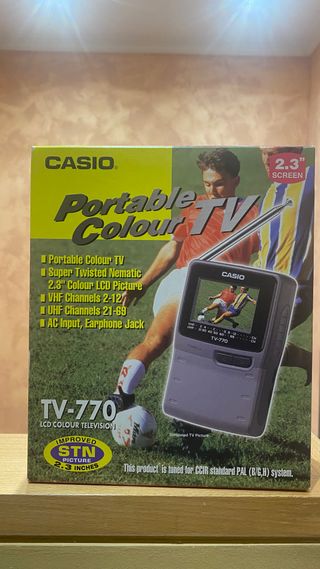 CASIO®
2.3"
SCREEN
Portable
Colour TV
Portable Colour TV
Super Twisted Nematic
2.3" Colour LCD Picture
VHF Channels 2-12
UHF Channels 21-69
AC Input, Earphone Jack
CASIO
TV-770
TV-770
LCD COLOUR TELEVISION
Simulated TV Picture
IMPROVED
STN
PICTURE
2.3 INCHES
This product is tuned for CCIR standard PAL (B/G,H) system.